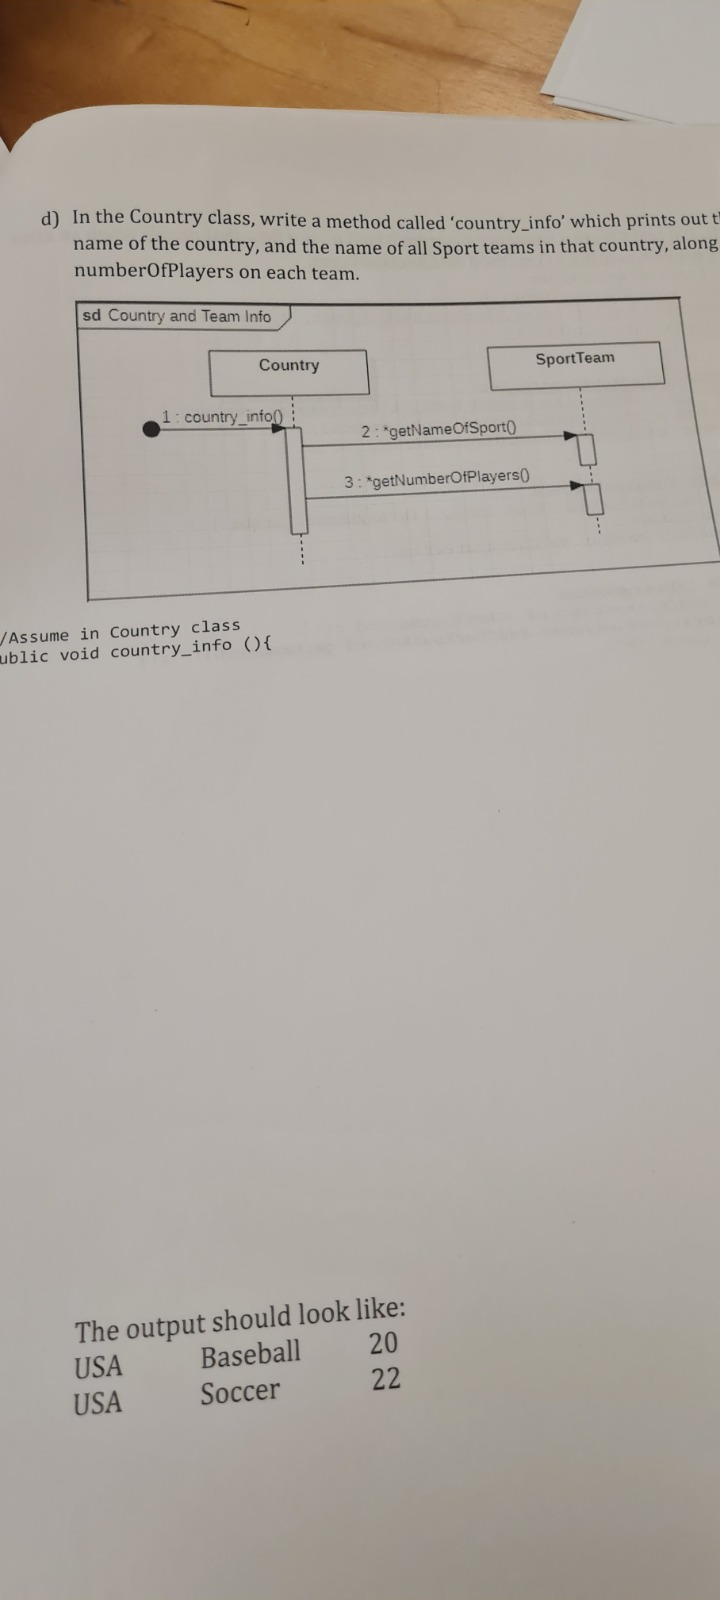 d) In the Country class, write a method called ‘country_info’ which prints out
name of the country, and the name of all Sport teams in that country, along
numberOfPlayers on each team.
sd Country and Team Info
Country
SportTeam
1 : country_info()
2 : *getNameOfSport()
3 : *getNumberOfPlayers()
/Assume in Country class
ublic void country_info (){
The output should look like:
USA Baseball 20
USA Soccer 22